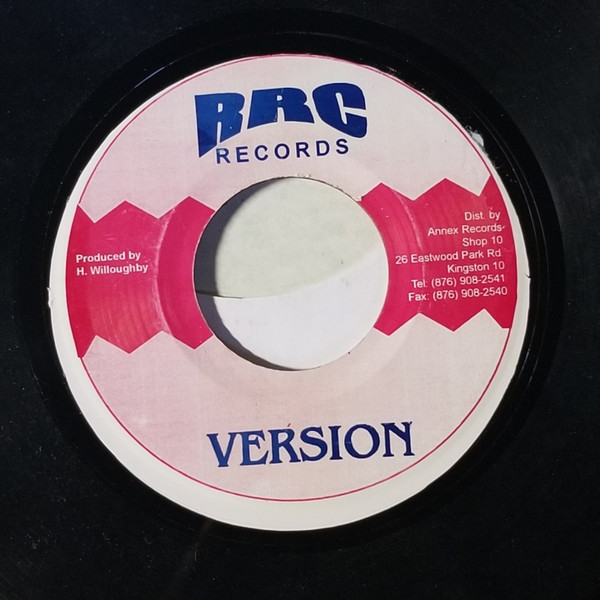 RRC
RECORDS
Produced by
H. Willoughby
Dist. by
Annex Records-
Shop 10
26 Eastwood Park Rd.
Kingston 10
Tel: (876) 908-2541
Fax: (876) 908-2540
VERSION